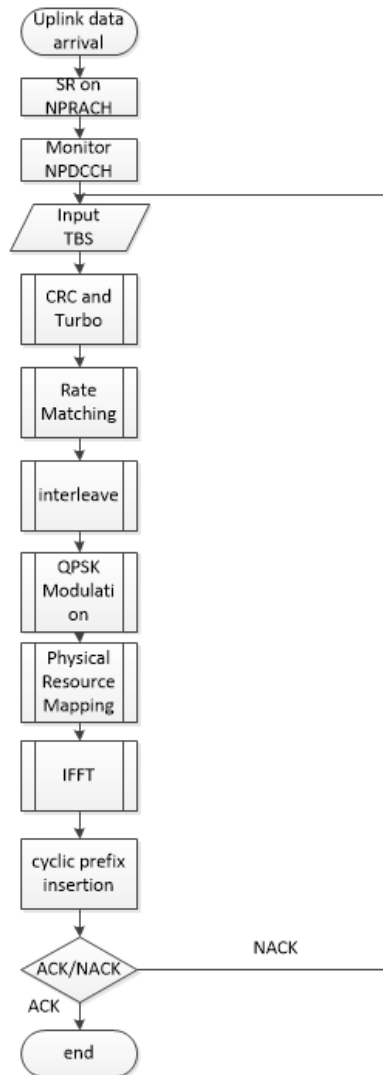 Uplink data
arrival
SR on
NPRACH
Monitor
NPDCCH
Input
TBS
CRC and
Turbo
Rate
Matching
interleave
QPSK
Modulati
on
Physical
Resource
Mapping
IFFT
cyclic prefix
insertion
NACK
ACK/NACK
ACK
end